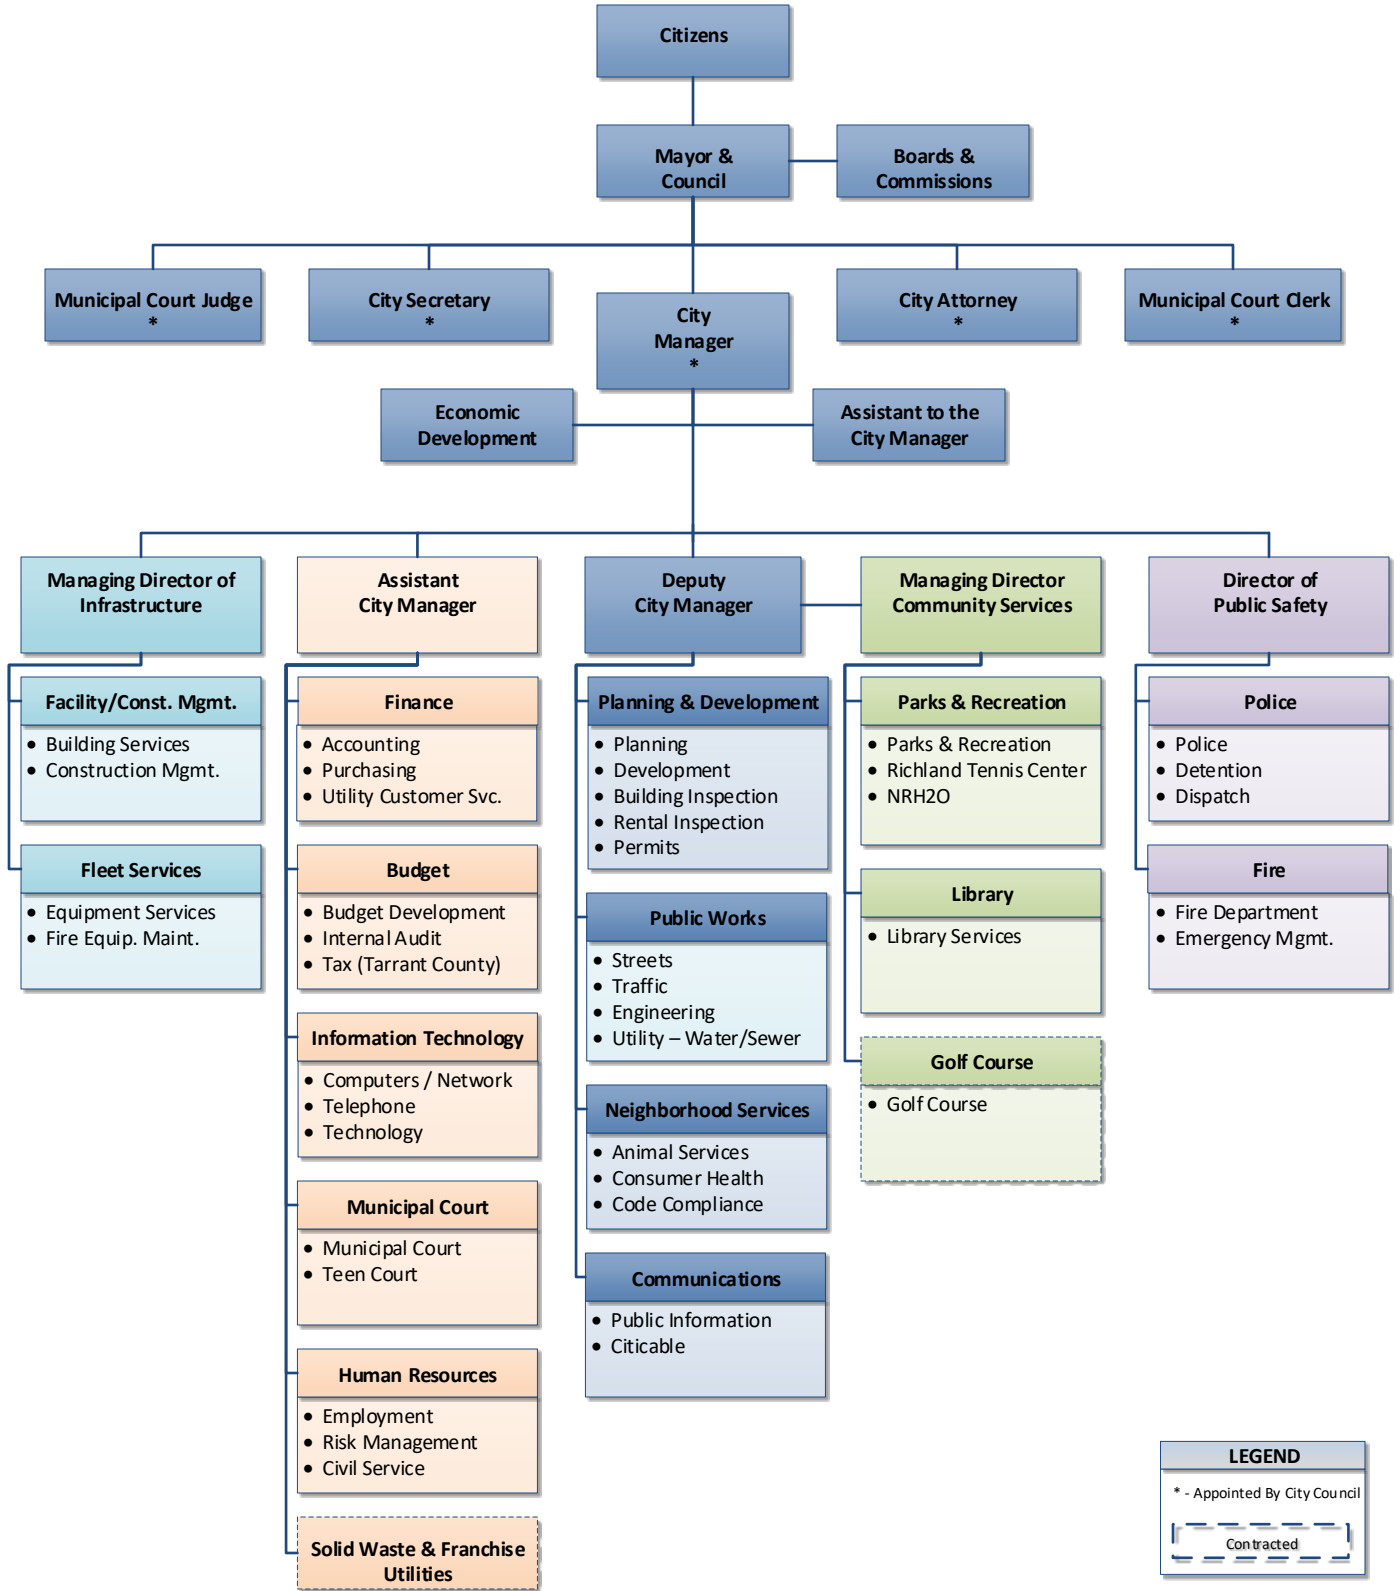 Citizens
Mayor &
Council
Boards &
Commissions
Municipal Court Judge
*
City Secretary
*
City
Manager
*
City Attorney
*
Municipal Court Clerk
*
Economic
Development
Assistant to the
City Manager
Managing Director of
Infrastructure
Assistant
City Manager
Deputy
City Manager
Managing Director
Community Services
Director of
Public Safety
Facility/Const. Mgmt.
• Building Services
• Construction Mgmt.
Fleet Services
• Equipment Services
• Fire Equip. Maint.
Finance
• Accounting
• Purchasing
• Utility Customer Svc.
Budget
• Budget Development
• Internal Audit
• Tax (Tarrant County)
Information Technology
• Computers / Network
• Telephone
• Technology
Municipal Court
• Municipal Court
• Teen Court
Human Resources
• Employment
• Risk Management
• Civil Service
Solid Waste & Franchise
Utilities
Planning & Development
• Planning
• Development
• Building Inspection
• Rental Inspection
• Permits
Public Works
• Streets
• Traffic
• Engineering
• Utility – Water/Sewer
Neighborhood Services
• Animal Services
• Consumer Health
• Code Compliance
Communications
• Public Information
• Citicable
Parks & Recreation
• Parks & Recreation
• Richland Tennis Center
• NRH2O
Library
• Library Services
Golf Course
• Golf Course
Police
• Police
• Detention
• Dispatch
Fire
• Fire Department
• Emergency Mgmt.
LEGEND
* - Appointed By City Council
Contracted